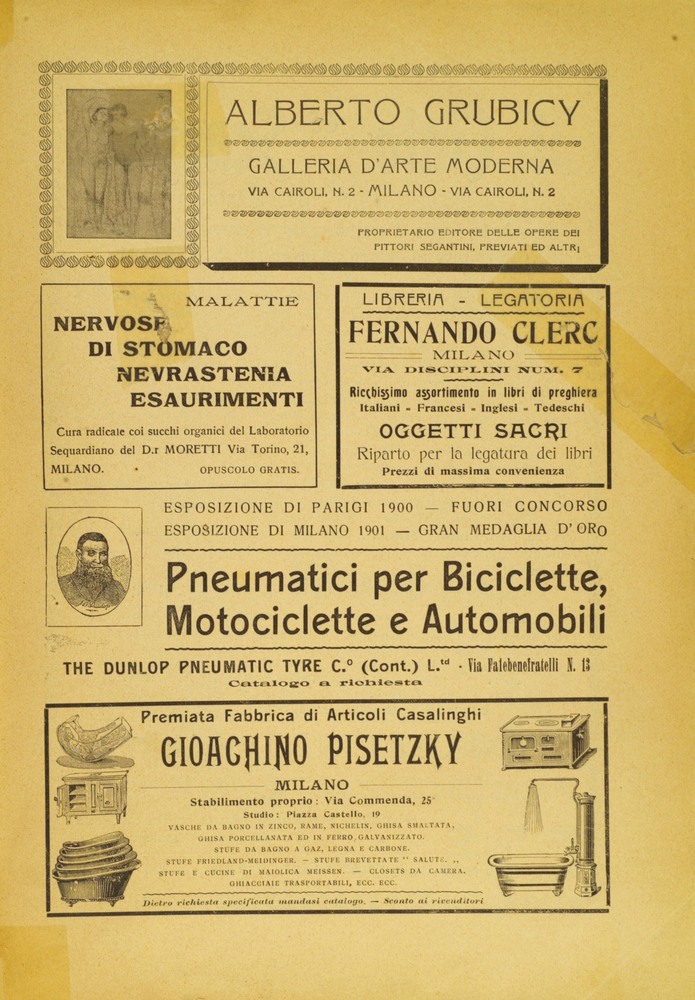 ALBERTO GRUBICY
GALLERIA D'ARTE MODERNA
VIA CAIROLI, N. 2 - MILANO - VIA CAIROLI, N. 2
PROPRIETARIO EDITORE DELLE OPERE DEI
PITTORI SEGANTINI, PREVIATI ED ALTRI
MALATTIE
NERVOSE
DI STOMACO
NEVRASTENIA
ESAURIMENTI
Cura radicale coi succhi organici del Laboratorio
Sequardiano del D.r MORETTI Via Torino, 21,
MILANO. OPUSCOLO GRATIS.
LIBRERIA - LEGATORIA
FERNANDO CLERC
MILANO
VIA DISCIPLINI NUM. 7
Ricchissimo assortimento in libri di preghiera
Italiani - Francesi - Inglesi - Tedeschi
OGGETTI SACRI
Riparto per la legatura dei libri
Prezzi di massima convenienza
ESPOSIZIONE DI PARIGI 1900 — FUORI CONCORSO
ESPOSIZIONE DI MILANO 1901 — GRAN MEDAGLIA D'ORO
Pneumatici per Biciclette,
Motociclette e Automobili
THE DUNLOP PNEUMATIC TYRE C.º (Cont.) L.td - Via Fatebenefratelli N. 13
Catalogo a richiesta
Premiata Fabbrica di Articoli Casalinghi
GIOACHINO PISETZKY
MILANO
Stabilimento proprio: Via Commenda, 25
Studio: Piazza Castello, 19
VASCHE DA BAGNO IN ZINCO, RAME, NICHELIN, GHISA SMALTATA,
GHISA PORCELLANATA ED IN FERRO, GALVANIZZATO.
STUFE DA BAGNO A GAZ, LEGNA E CARBONE.
STUFE FRIEDLAND-MEIDINGER. — STUFE BREVETTATE " SALUTE. „
STUFE E CUCINE DI MAIOLICA MEISSEN. — CLOSETS DA CAMERA,
GHIACCIAIE TRASPORTABILI, ECC. ECC.
Dietro richiesta specificata mandasi catalogo. — Sconto ai rivenditori